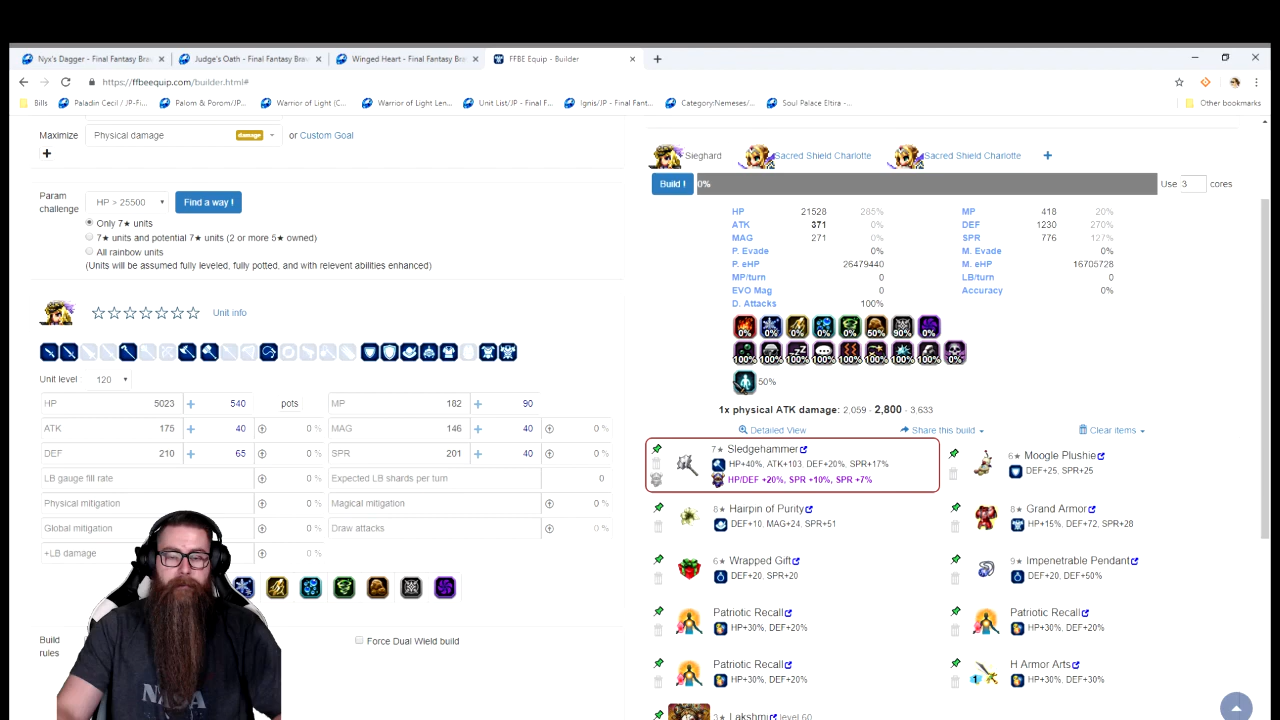 Nyx's Dagger - Final Fantasy Brav
Judge's Oath - Final Fantasy Brav
Winged Heart - Final Fantasy Bra
FFBE Equip - Builder
https://ffbeequip.com/builder.html#
Bills
Paladin Cecil / JP-Fi...
Palom & Porom/JP...
Warrior of Light (C...
Warrior of Light Len...
Unit List/JP - Final F...
Ignis/JP - Final Fant...
Category:Nemeses/...
Soul Palace Eltira -...
Other bookmarks
Maximize
Physical damage
damage
or Custom Goal
Param challenge
HP > 25500
Find a way !
Only 7★ units
7★ units and potential 7★ units (2 or more 5★ owned)
All rainbow units
(Units will be assumed fully leveled, fully poted, and with relevent abilities enhanced)
Unit info
Unit level
120
HP 5023 540 pots MP 182 90
ATK 175 40 0 % MAG 146 40 0 %
DEF 210 65 0 % SPR 201 40 0 %
LB gauge fill rate 0 % Expected LB shards per turn 0
Physical mitigation 0 % Magical mitigation 0 %
Global mitigation 0 % Draw attacks 0 %
+LB damage 0 %
Build rules
Force Dual Wield build
Sieghard
Sacred Shield Charlotte
Sacred Shield Charlotte
Build !
0%
Use 3 cores
HP 21528 285% MP 418 20%
ATK 371 0% DEF 1230 270%
MAG 271 0% SPR 776 127%
P. Evade 0% M. Evade 0%
P. eHP 26479440 M. eHP 16705728
MP/turn 0 LB/turn 0
EVO Mag 0 Accuracy 0%
D. Attacks 100%
0% 0% 0% 0% 0% 50% 90% 0%
100% 100% 100% 100% 100% 100% 100% 100% 0%
50%
1x physical ATK damage: 2,059 - 2,800 - 3,633
Detailed View
Share this build
Clear items
7★ Sledgehammer
HP+40%, ATK+103, DEF+20%, SPR+17%
HP/DEF +20%, SPR +10%, SPR +7%
6★ Moogle Plushie
DEF+25, SPR+25
8★ Hairpin of Purity
DEF+10, MAG+24, SPR+51
8★ Grand Armor
HP+15%, DEF+72, SPR+28
6★ Wrapped Gift
DEF+20, SPR+20
9★ Impenetrable Pendant
DEF+20, DEF+50%
Patriotic Recall
HP+30%, DEF+20%
Patriotic Recall
HP+30%, DEF+20%
Patriotic Recall
HP+30%, DEF+20%
H Armor Arts
HP+30%, DEF+30%
1
3★ Lakshmi level 60